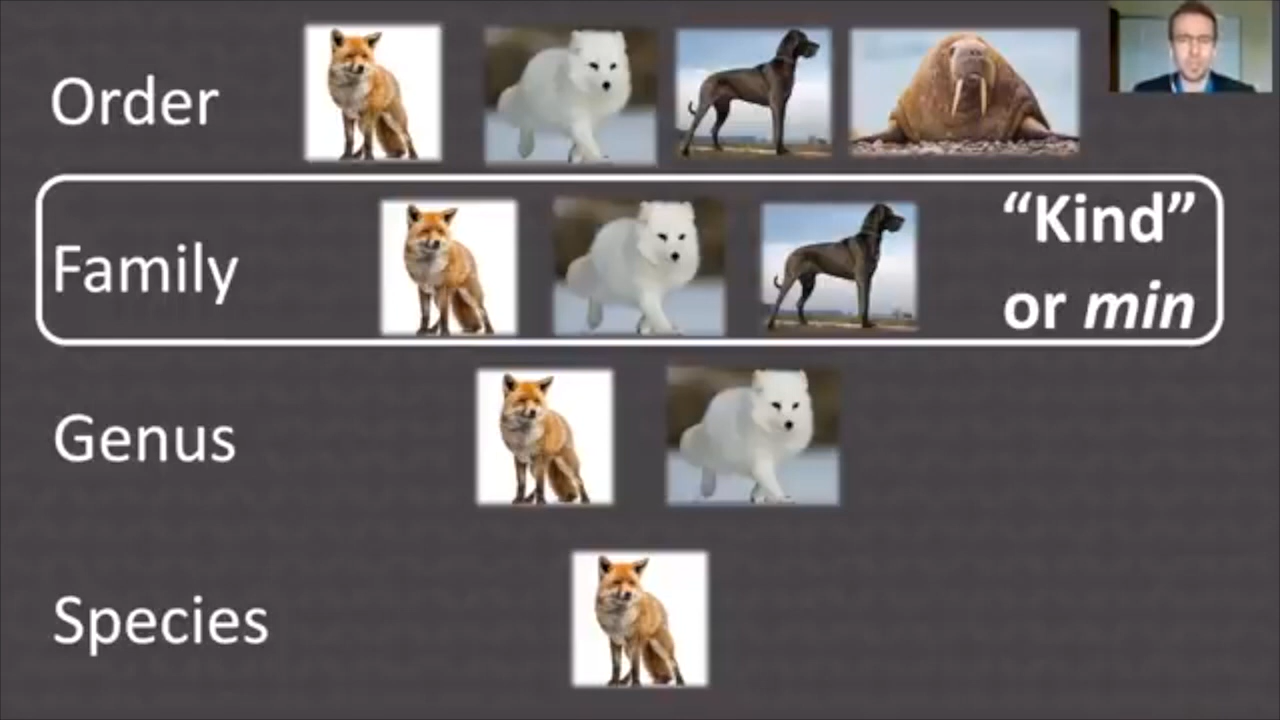 Order
Family
"Kind"
or min
Genus
Species